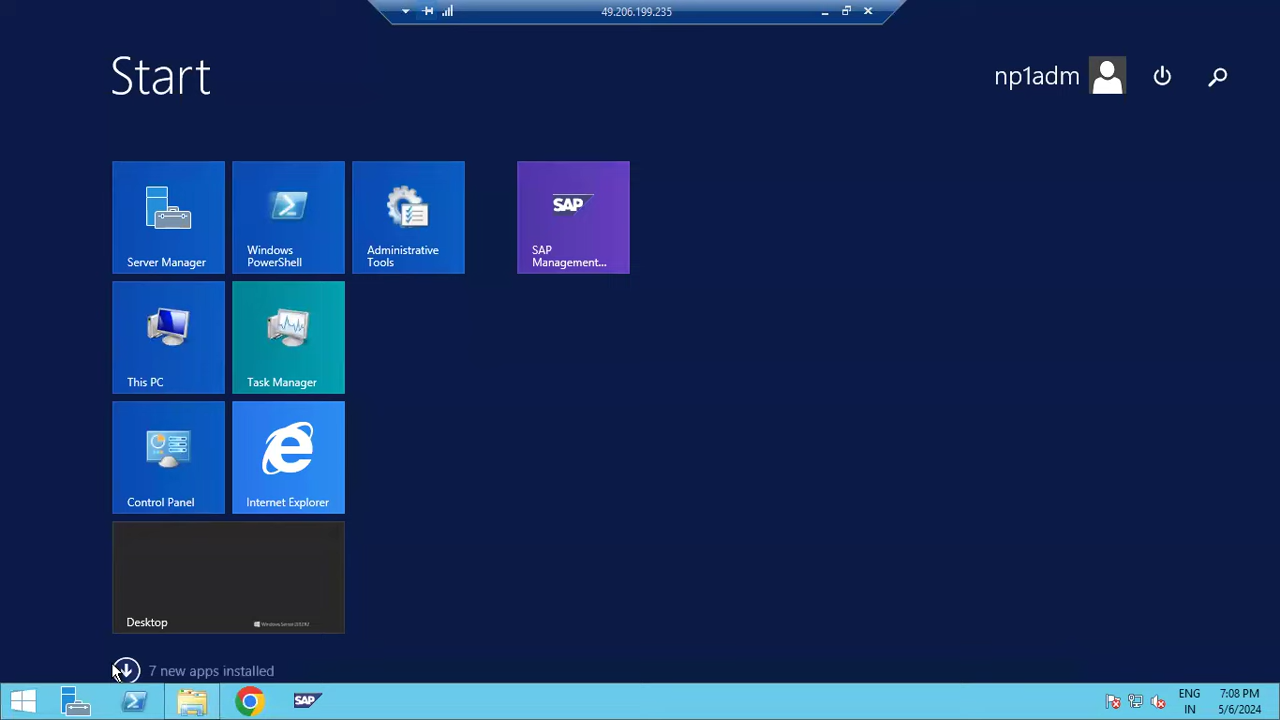 49.206.199.235
Start
np1adm
SAP
Server Manager
Windows
PowerShell
Administrative
Tools
SAP
Management...
This PC
Task Manager
Control Panel
Internet Explorer
Desktop
7 new apps installed
SAP
ENG
IN
7:08 PM
5/6/2024